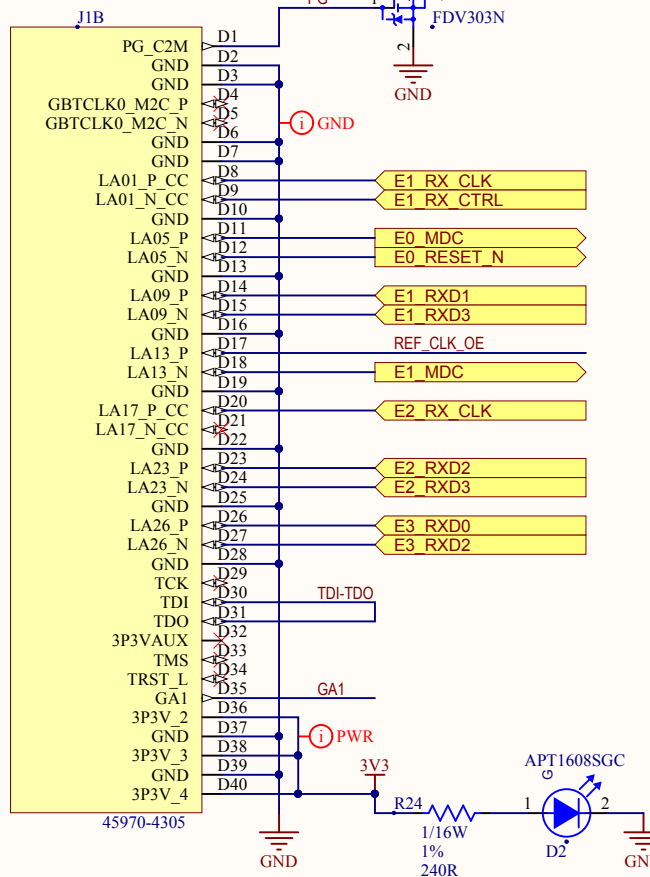 PG
1
J1B
FDV303N
2
GND
PG_C2M D1
GND D2
GND D3
GBTCLK0_M2C_P D4
GBTCLK0_M2C_N D5
i GND
GND D6
GND D7
LA01_P_CC D8 E1_RX_CLK
LA01_N_CC D9 E1_RX_CTRL
GND D10
LA05_P D11 E0_MDC
LA05_N D12 E0_RESET_N
GND D13
LA09_P D14 E1_RXD1
LA09_N D15 E1_RXD3
GND D16
LA13_P D17 REF_CLK_OE
LA13_N D18 E1_MDC
GND D19
LA17_P_CC D20 E2_RX_CLK
LA17_N_CC D21
GND D22
LA23_P D23 E2_RXD2
LA23_N D24 E2_RXD3
GND D25
LA26_P D26 E3_RXD0
LA26_N D27 E3_RXD2
GND D28
TCK D29
TDI D30 TDI-TDO
TDO D31
3P3VAUX D32
TMS D33
TRST_L D34
GA1 D35 GA1
3P3V_2 D36
GND D37 i PWR
3P3V_3 D38
GND D39
3P3V_4 D40
3V3
APT1608SGC
G
R24
1 2
45970-4305
1/16W
1%
240R
D2
GND